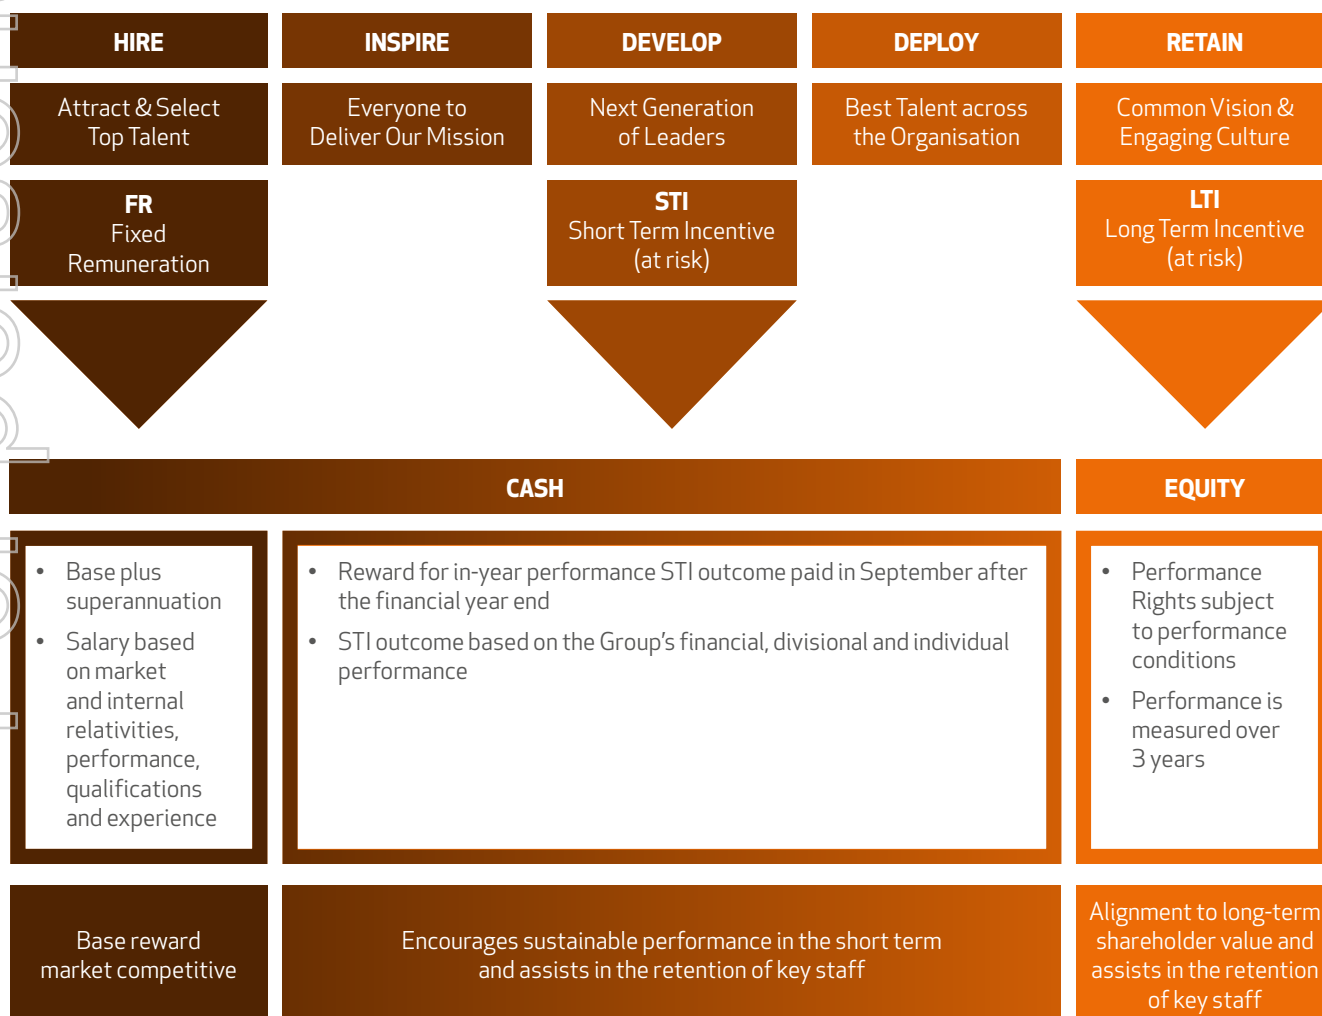 HIRE
INSPIRE
DEVELOP
DEPLOY
RETAIN
Attract & Select
Top Talent
Everyone to
Deliver Our Mission
Next Generation
of Leaders
Best Talent across
the Organisation
Common Vision &
Engaging Culture
FR
Fixed
Remuneration
STI
Short Term Incentive
(at risk)
LTI
Long Term Incentive
(at risk)
CASH
EQUITY
• Base plus
superannuation
• Salary based
on market
and internal
relativities,
performance,
qualifications
and experience
• Reward for in-year performance STI outcome paid in September after
the financial year end
• STI outcome based on the Group’s financial, divisional and individual
performance
• Performance
Rights subject
to performance
conditions
• Performance is
measured over
3 years
Base reward
market competitive
Encourages sustainable performance in the short term
and assists in the retention of key staff
Alignment to long-term
shareholder value and
assists in the retention
of key staff